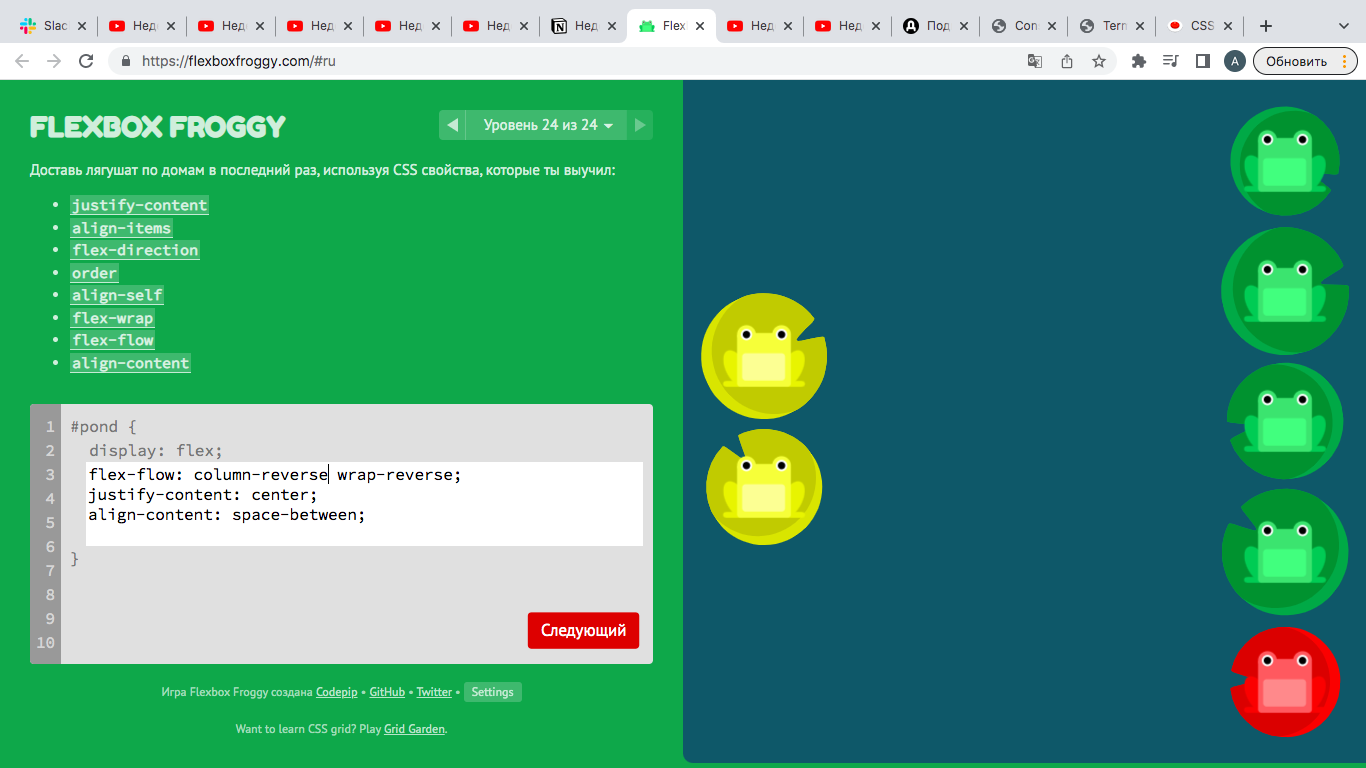 Slac
Нед
Нед
Нед
Нед
Нед
Нед
Flex
Нед
Нед
Под
Con
Tern
CSS
https://flexboxfroggy.com/#ru
A
Обновить
FLEXBOX FROGGY
Уровень 24 из 24
Доставь лягушат по домам в последний раз, используя CSS свойства, которые ты выучил:
justify-content
align-items
flex-direction
order
align-self
flex-wrap
flex-flow
align-content
1 #pond {
2 display: flex;
3 flex-flow: column-reverse wrap-reverse;
4 justify-content: center;
5 align-content: space-between;
6
7 }
8
9
10
Следующий
Игра Flexbox Froggy создана Codepip • GitHub • Twitter • Settings
Want to learn CSS grid? Play Grid Garden.